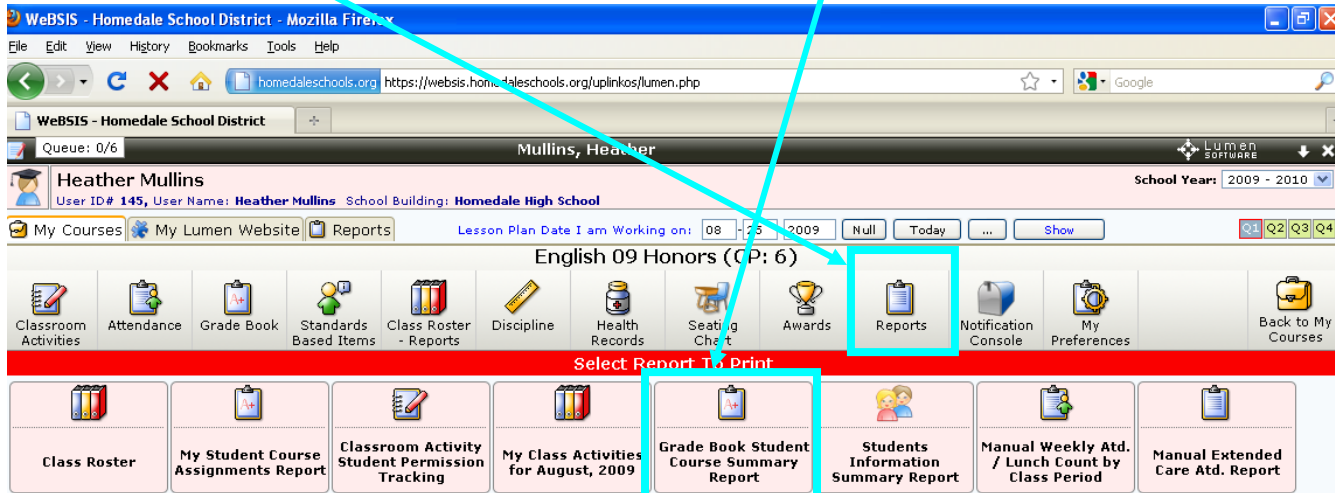 WeBSIS - Homedale School District - Mozilla Firefox
File Edit View History Bookmarks Tools Help
homedaleschools.org https://websis.homedaleschools.org/uplinkos/lumen.php Google
WeBSIS - Homedale School District
Queue: 0/6 Mullins, Heather Lumen SOFTWARE
Heather Mullins School Year: 2009 - 2010
User ID# 145, User Name: Heather Mullins School Building: Homedale High School
My Courses My Lumen Website Reports Lesson Plan Date I am Working on: 08 - 25 2009 Null Today ... Show Q1 Q2 Q3 Q4
English 09 Honors (CP: 6)
Classroom Activities
Attendance
Grade Book
Standards Based Items
Class Roster - Reports
Discipline
Health Records
Seating Chart
Awards
Reports
Notification Console
My Preferences
Back to My Courses
Select Report To Print
Class Roster
My Student Course
Assignments Report
Classroom Activity
Student Permission
Tracking
My Class Activities
for August, 2009
Grade Book Student
Course Summary
Report
Students
Information
Summary Report
Manual Weekly Atd.
/ Lunch Count by
Class Period
Manual Extended
Care Atd. Report